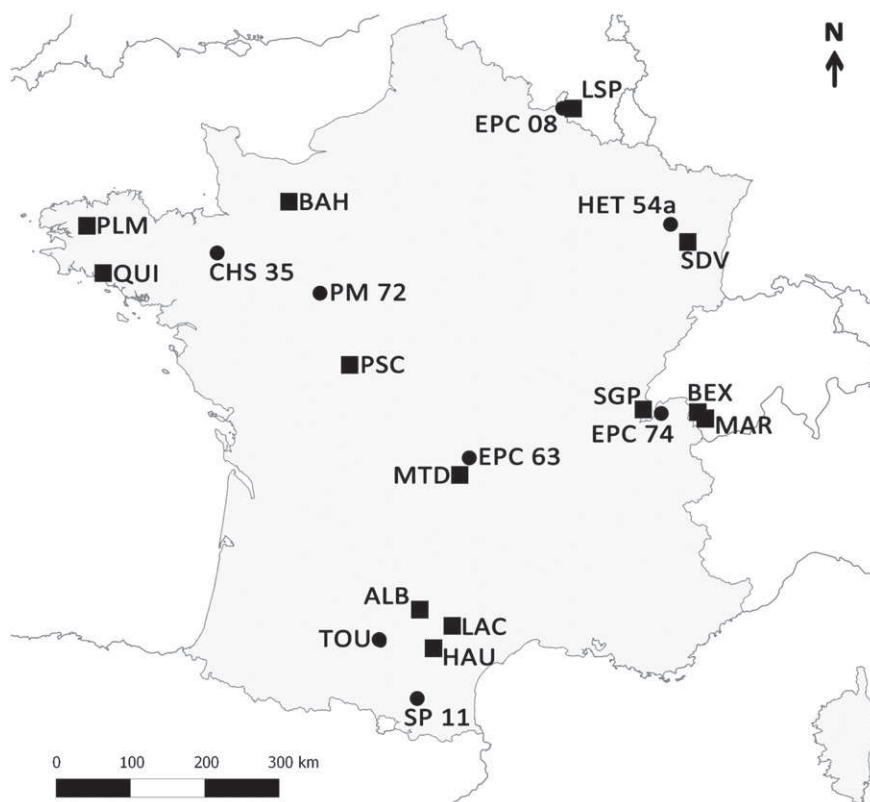 N
LSP
EPC 08
BAH
HET 54a
PLM
SDV
CHS 35
QUI
PM 72
PSC
SGP
BEX
MAR
EPC 74
EPC 63
MTD
ALB
LAC
TOU
HAU
SP 11
0 100 200 300 km